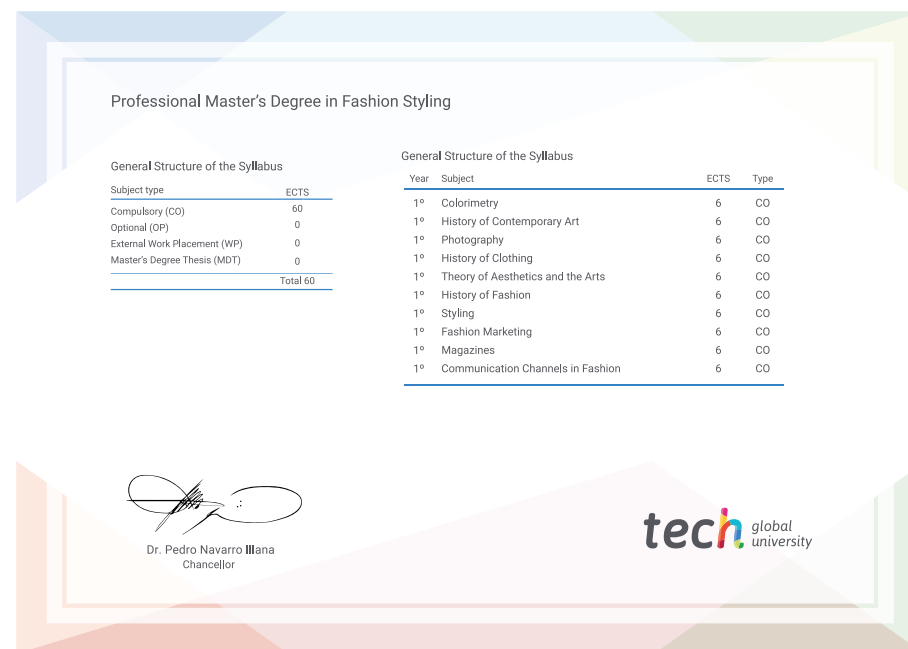 Professional Master's Degree in Fashion Styling
General Structure of the Syllabus
Subject type ECTS
Compulsory (CO) 60
Optional (OP) 0
External Work Placement (WP) 0
Master's Degree Thesis (MDT) 0
Total 60
General Structure of the Syllabus
Year Subject ECTS Type
1º Colorimetry 6 CO
1º History of Contemporary Art 6 CO
1º Photography 6 CO
1º History of Clothing 6 CO
1º Theory of Aesthetics and the Arts 6 CO
1º History of Fashion 6 CO
1º Styling 6 CO
1º Fashion Marketing 6 CO
1º Magazines 6 CO
1º Communication Channels in Fashion 6 CO
Dr. Pedro Navarro Illana
Chancellor
tech global
university